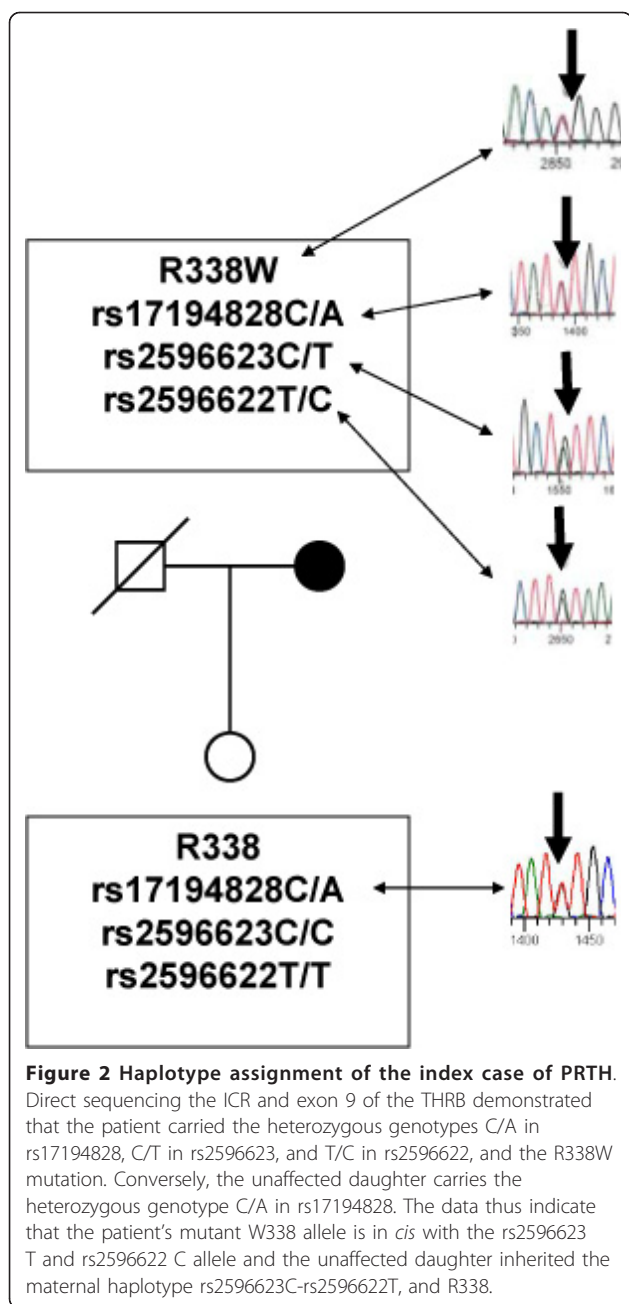 2850
R338W
rs17194828C/A
rs2596623C/T
rs2596622T/C
1400
1550
2650
2
R338
rs17194828C/A
rs2596623C/C
rs2596622T/T
1400 1450
Figure 2 Haplotype assignment of the index case of PRTH.
Direct sequencing the ICR and exon 9 of the THRB demonstrated
that the patient carried the heterozygous genotypes C/A in
rs17194828, C/T in rs2596623, and T/C in rs2596622, and the R338W
mutation. Conversely, the unaffected daughter carries the
heterozygous genotype C/A in rs17194828. The data thus indicate
that the patient's mutant W338 allele is in cis with the rs2596623
T and rs2596622 C allele and the unaffected daughter inherited the
maternal haplotype rs2596623C-rs2596622T, and R338.